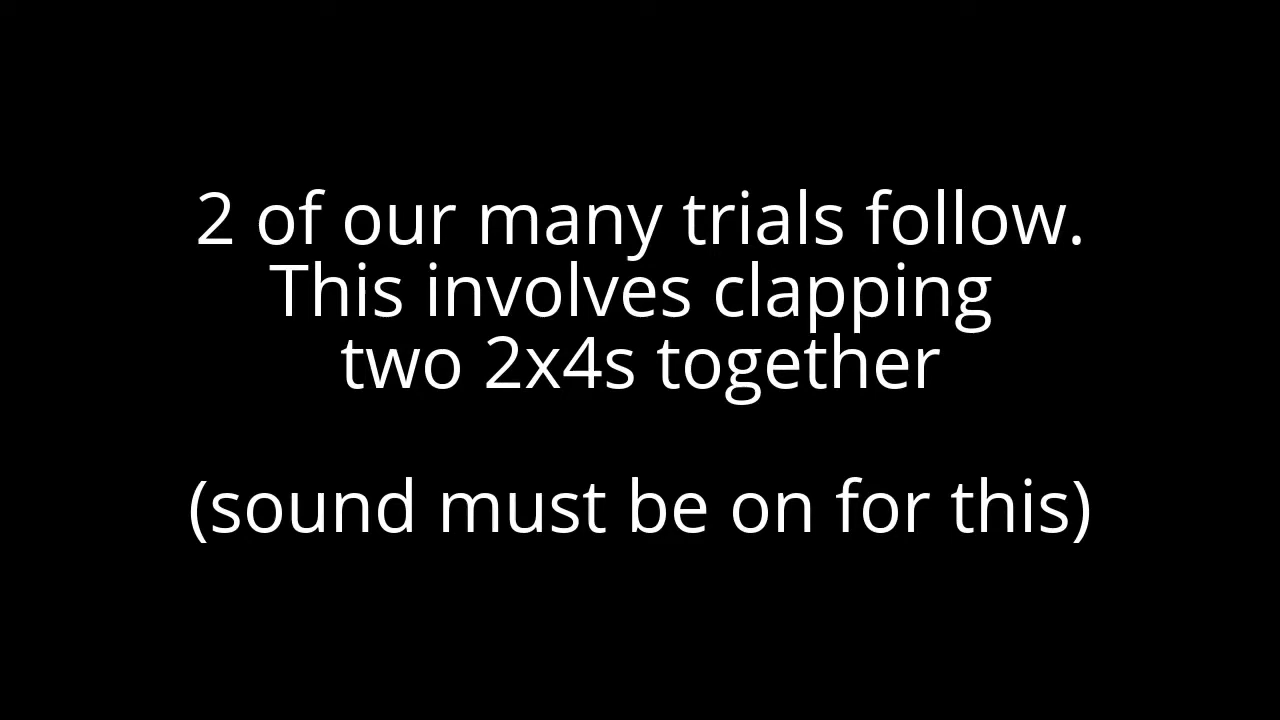 2 of our many trials follow.
This involves clapping
two 2x4s together
(sound must be on for this)